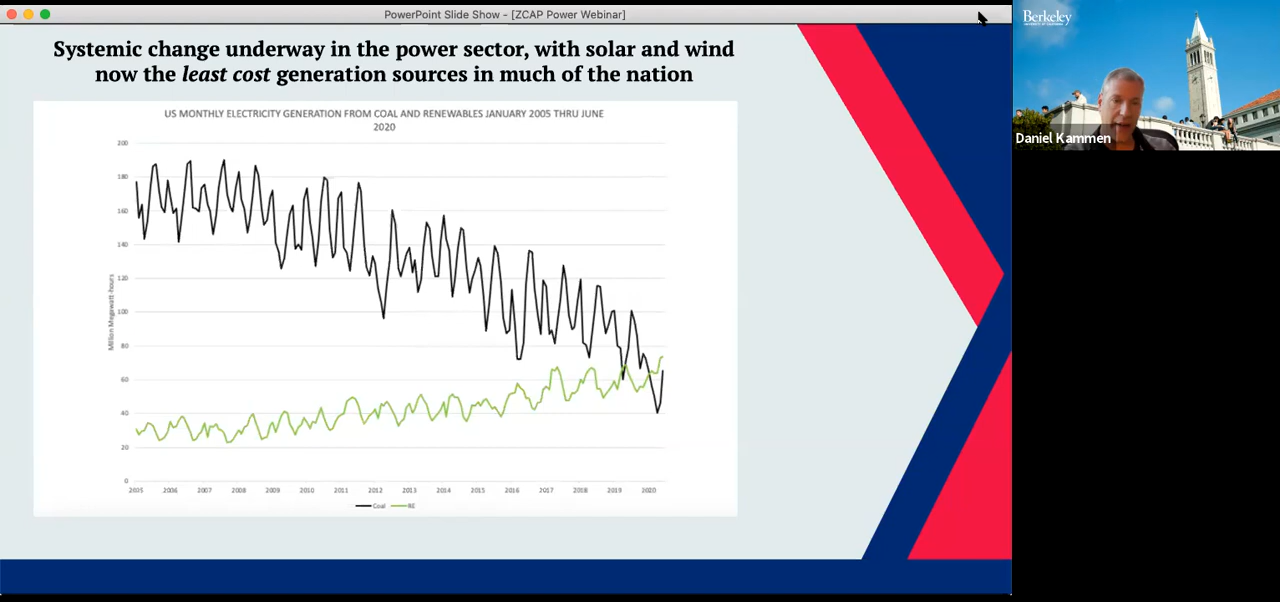 PowerPoint Slide Show - [ZCAP Power Webinar]
Systemic change underway in the power sector, with solar and wind
now the least cost generation sources in much of the nation
US MONTHLY ELECTRICITY GENERATION FROM COAL AND RENEWABLES JANUARY 2005 THRU JUNE
2020
200
180
160
140
120
100
80
60
40
20
0
Million Megawatt-hours
2005 2006 2007 2008 2009 2010 2011 2012 2013 2014 2015 2016 2017 2018 2019 2020
Coal RE
Berkeley
UNIVERSITY OF CALIFORNIA
Daniel Kammen